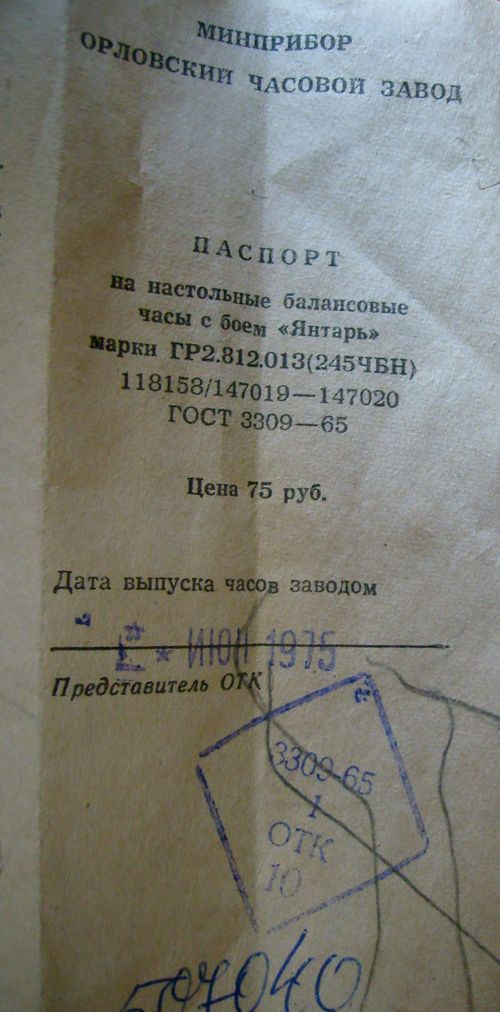 МИНПРИБОР
ОРЛОВСКИЙ ЧАСОВОЙ ЗАВОД
ПАСПОРТ
на настольные балансовые
часы с боем «Янтарь»
марки ГР2.812.013(245ЧБН)
118158/147019—147020
ГОСТ 3309—65
Цена 75 руб.
Дата выпуска часов заводом
* ИЮЛ 1975
Представитель ОТК
3309-65
1
ОТК
10
597040